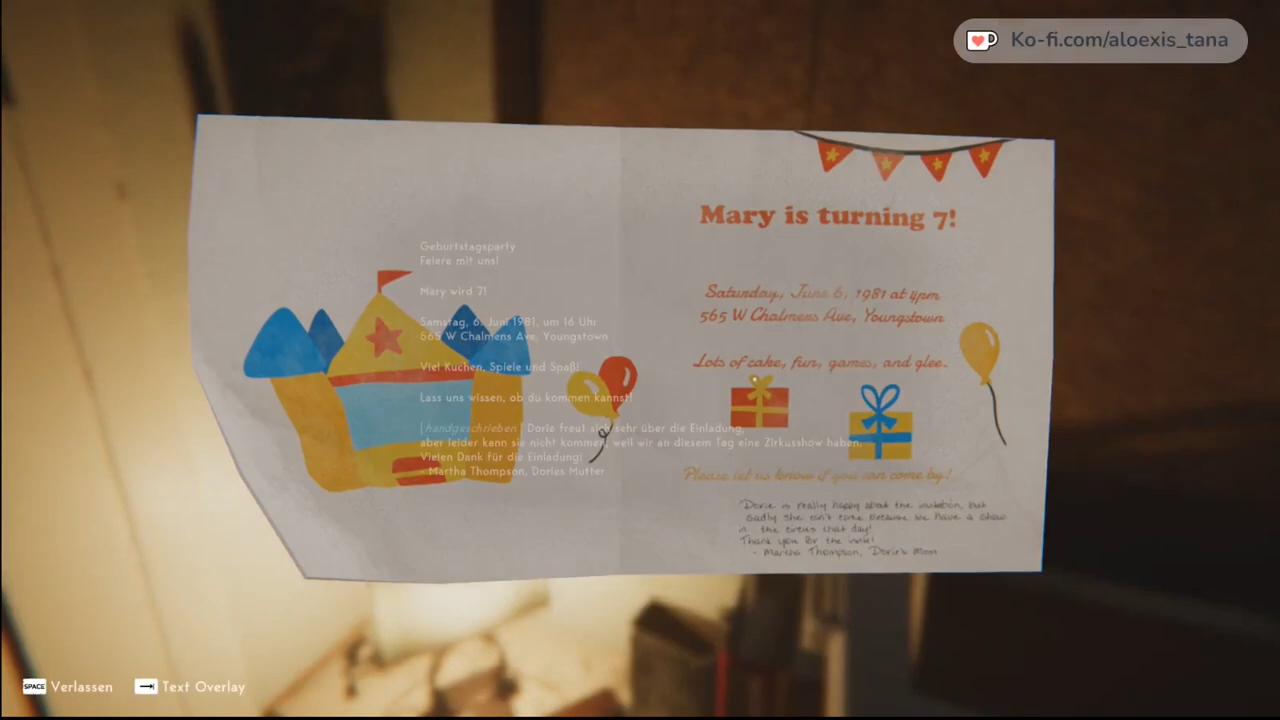 Ko-fi.com/aloexis_tana
Mary is turning 7!
Saturday, June 6, 1981 at 4pm
565 W Chalmers Ave, Youngstown
Lots of cake, fun, games, and glee.
Please let us know if you can come by!
Dorie is really happy about the invitation, but
sadly she can't come because we have a show
in the circus that day!
Thank you for the invite!
- Martha Thompson, Dorie's Mom
Geburtstagsparty
Feiere mit uns!
Mary wird 7!
Samstag, 6. Juni 1981, um 16 Uhr
565 W Chalmens Ave, Youngstown
Viel Kuchen, Spiele und Spaß!
Lass uns wissen, ob du kommen kannst!
[handgeschrieben] Dorie freut sich sehr über die Einladung,
aber leider kann sie nicht kommen, weil wir an diesem Tag eine Zirkusshow haben.
Vielen Dank für die Einladung!
- Martha Thompson, Dories Mutter
SPACE Verlassen
Text Overlay